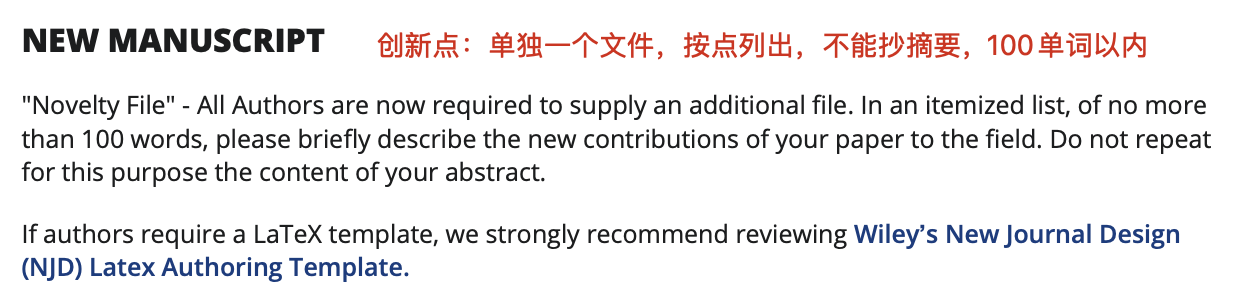 NEW MANUSCRIPT 创新点：单独一个文件，按点列出，不能抄摘要，100单词以内
"Novelty File" - All Authors are now required to supply an additional file. In an itemized list, of no more
than 100 words, please briefly describe the new contributions of your paper to the field. Do not repeat
for this purpose the content of your abstract.
If authors require a LaTeX template, we strongly recommend reviewing Wiley’s New Journal Design
(NJD) Latex Authoring Template.